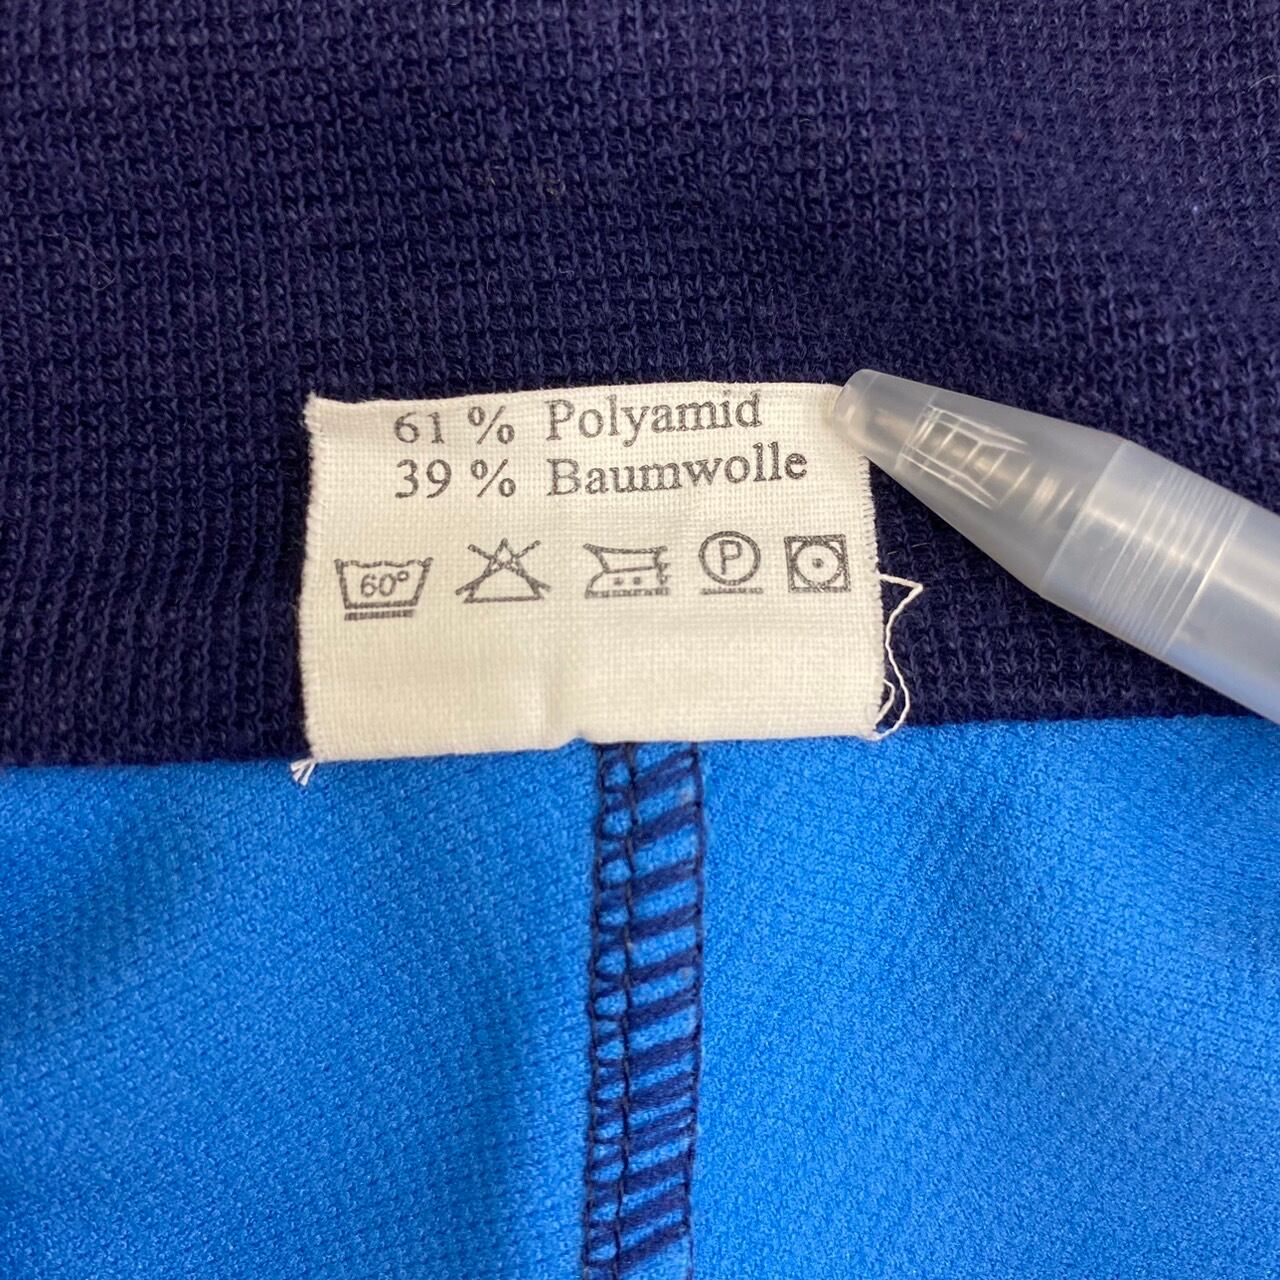 61 % Polyamid
39 % Baumwolle
60° P